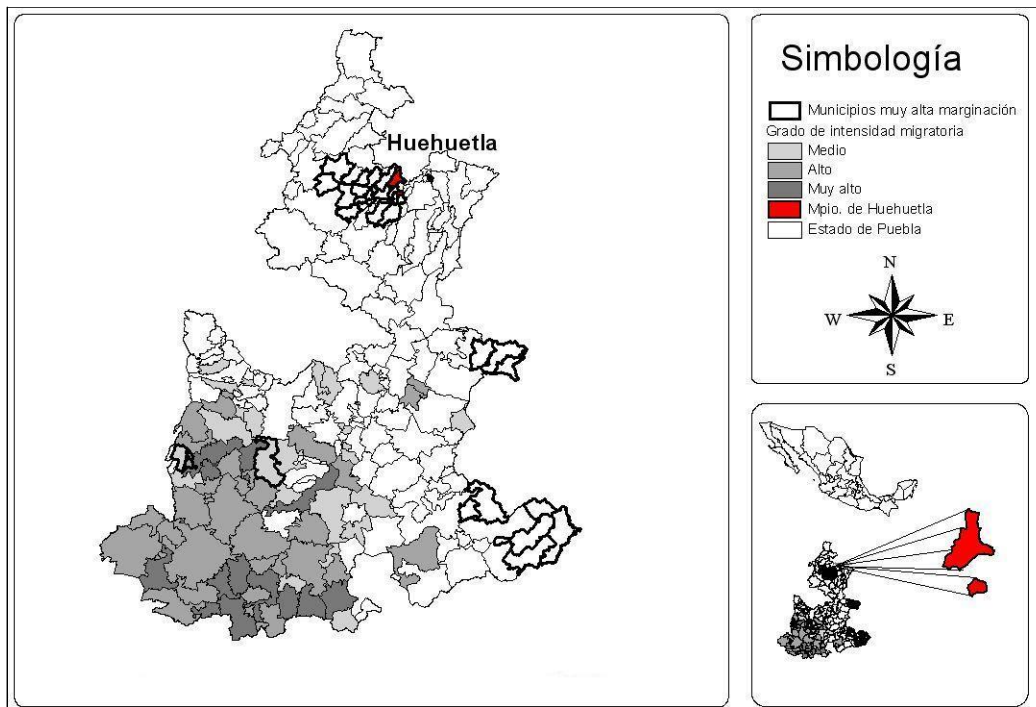 Huehuetla
Simbología
Municipios muy alta marginación
Grado de intensidad migratoria
Medio
Alto
Muy alto
Mpio. de Huehuetla
Estado de Puebla
N
W E
S